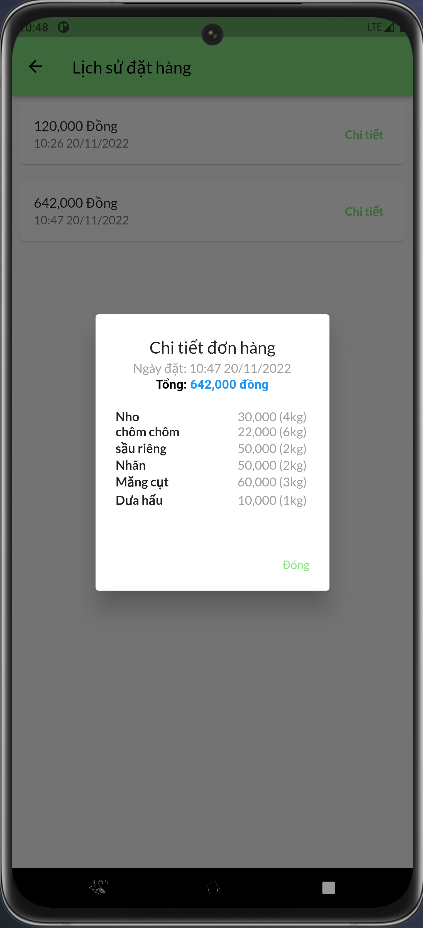 0:48 LTE
Lịch sử đặt hàng
120,000 Đồng
10:26 20/11/2022
Chi tiết
642,000 Đồng
10:47 20/11/2022
Chi tiết
Chi tiết đơn hàng
Ngày đặt: 10:47 20/11/2022
Tổng: 642,000 đồng
Nho 30,000 (4kg)
chôm chôm 22,000 (6kg)
sầu riêng 50,000 (2kg)
Nhãn 50,000 (2kg)
Măng cụt 60,000 (3kg)
Dưa hấu 10,000 (1kg)
Đóng